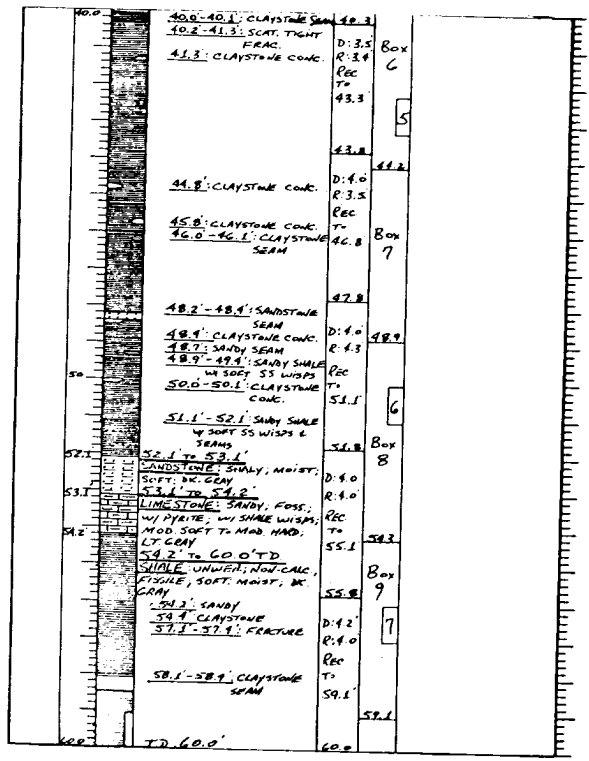 40.0
40.0'-40.1': CLAYSTONE SEAM
40.3
40.2'-41.3': SCAT. TIGHT
FRAC.
41.3': CLAYSTONE CONC.
D: 3.5
R: 3.4
REC
TO
43.3
Box
6
5
43.8
44.2
44.8': CLAYSTONE CONC.
D: 4.0
R: 3.5
REC
TO
46.8
45.8': CLAYSTONE CONC.
46.0'-46.1': CLAYSTONE
SEAM
Box
7
47.8
48.2'-48.4': SANDSTONE
SEAM
48.4': CLAYSTONE CONC.
48.7': SANDY SEAM
48.9'-49.4': SANDY SHALE
W/ SOFT SS WISPS
D: 4.0
R: 4.3
REC
TO
51.1'
48.9
50
50.0'-50.1': CLAYSTONE
CONC.
6
51.1'-52.1': SANDY SHALE
W/ SOFT SS WISPS &
SEAMS
51.8
Box
8
52.1
52.1' TO 53.1'
SANDSTONE: SHALY; MOIST;
SOFT; DK. GRAY
D: 4.0
R: 4.0'
REC
TO
55.1
53.1
53.1' TO 54.2'
LIMESTONE: SANDY; FOSS.;
W/ PYRITE; W/ SHALE WISPS;
MOD. SOFT TO MOD. HARD;
LT. GRAY
54.2
54.3
54.2' TO 60.0' TD
SHALE: UNWEA; NON-CALC,
FISSILE; SOFT. MOIST; DK
GRAY
Box
9
55.8
54.2': SANDY
54.4' CLAYSTONE
57.1'-57.4': FRACTURE
D: 4.2'
R: 4.0
REC
TO
59.1'
7
58.1'-58.4': CLAYSTONE
SEAM
59.1
60.0
T.D. 60.0'
60.0